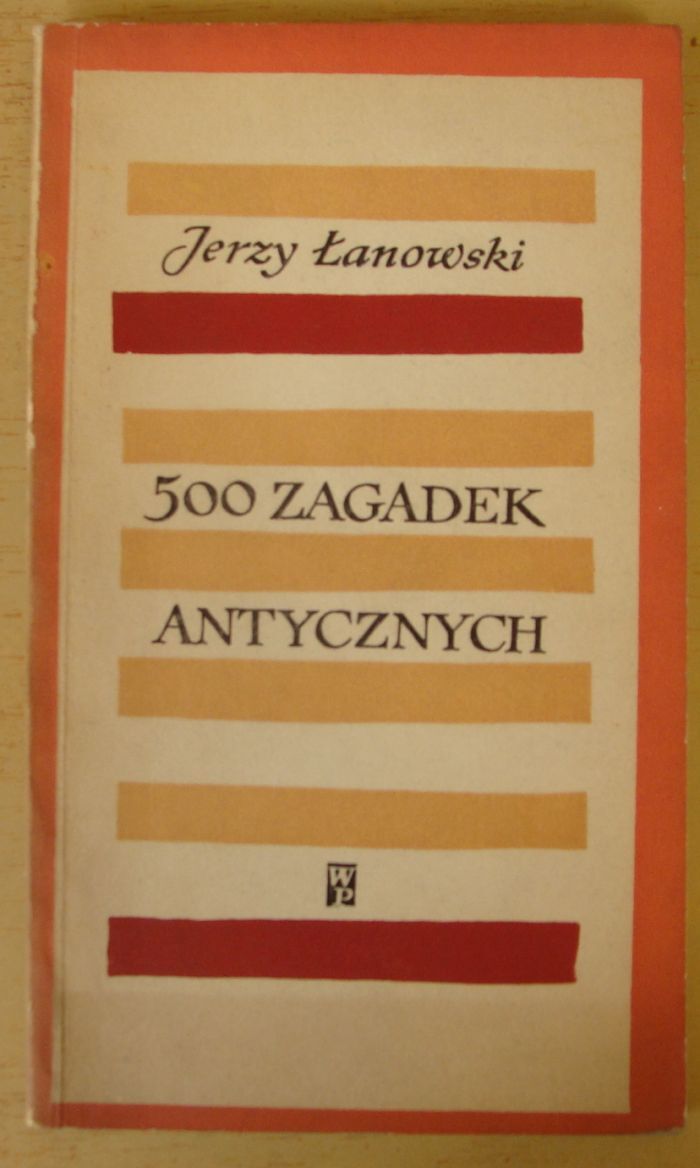 Jerzy Łanowski
500 ZAGADEK
ANTYCZNYCH
WP